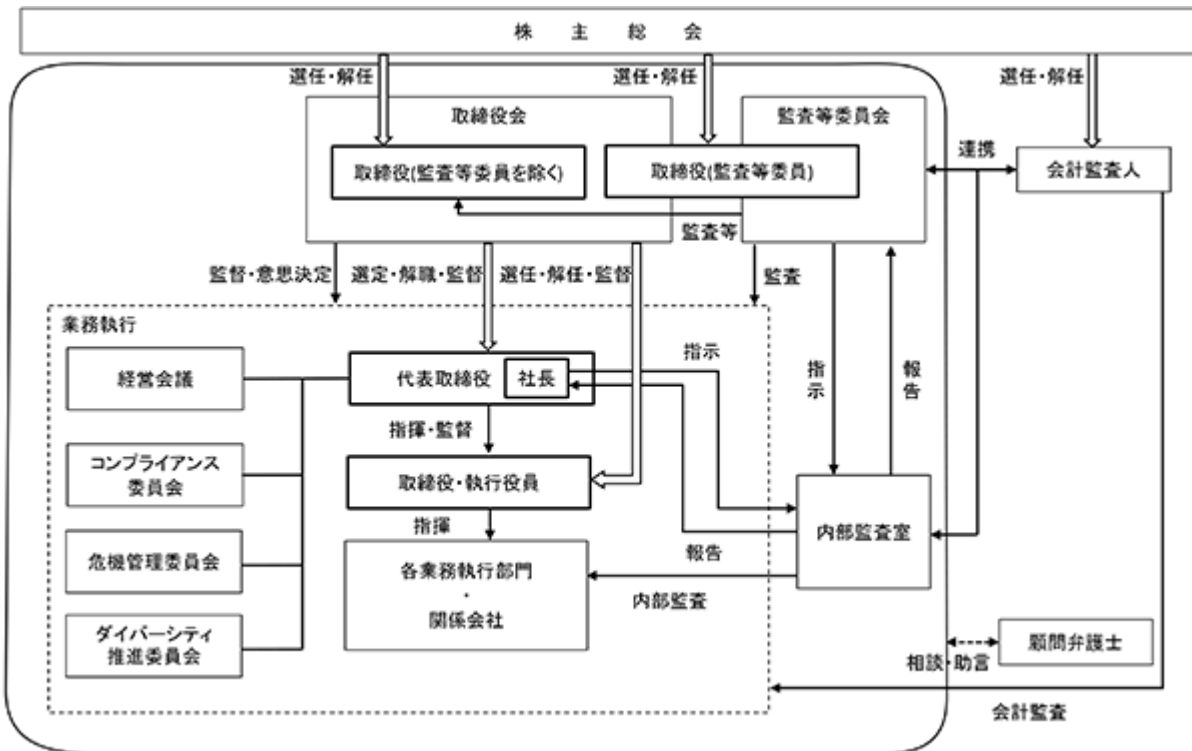 株主総会
選任・解任
選任・解任
選任・解任
取締役会
監査等委員会
取締役(監査等委員を除く)
取締役(監査等委員)
連携
会計監査人
監査等
監督・意思決定
選定・解職・監督
選任・解任・監督
監査
業務執行
経営会議
代表取締役
社長
指示
指示
報告
指揮・監督
コンプライアンス
委員会
取締役・執行役員
内部監査室
指揮
危機管理委員会
各業務執行部門
・
関係会社
報告
内部監査
ダイバーシティ
推進委員会
顧問弁護士
相談・助言
会計監査